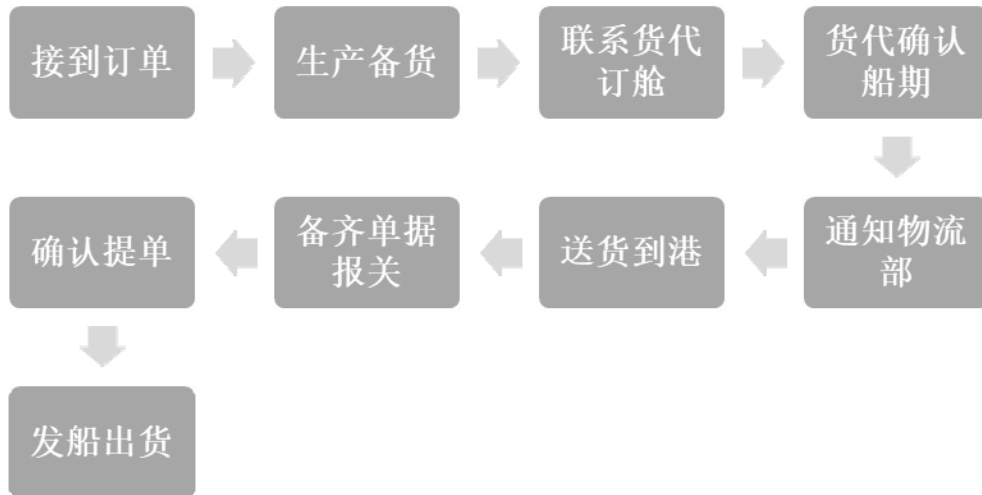 接到订单
生产备货
联系货代
订舱
货代确认
船期
通知物流
部
送货到港
备齐单据
报关
确认提单
发船出货